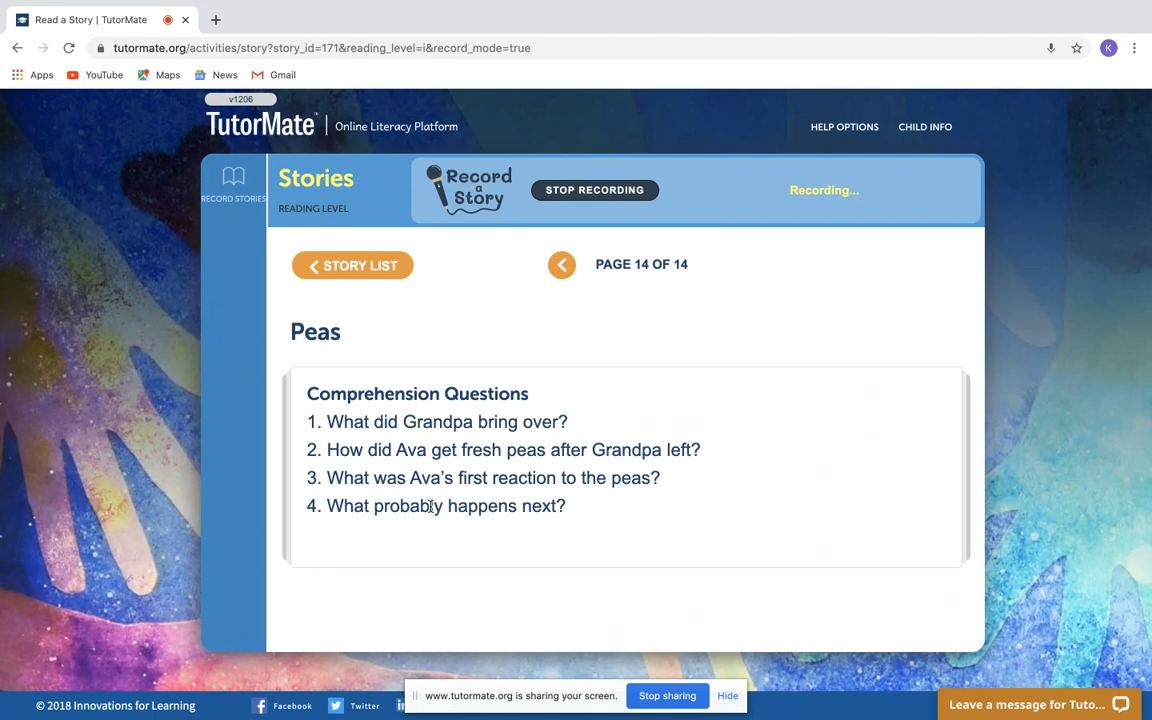 Read a Story | TutorMate
tutormate.org/activities/story?story_id=171&reading_level=i&record_mode=true
K
Apps YouTube Maps News Gmail
v1206
TutorMate | Online Literacy Platform
HELP OPTIONS CHILD INFO
RECORD STORIES
Stories
READING LEVEL
Record a Story
STOP RECORDING
Recording...
STORY LIST
PAGE 14 OF 14
Peas
Comprehension Questions
1. What did Grandpa bring over?
2. How did Ava get fresh peas after Grandpa left?
3. What was Ava's first reaction to the peas?
4. What probably happens next?
www.tutormate.org is sharing your screen. Stop sharing Hide
© 2018 Innovations for Learning Facebook Twitter in
Leave a message for Tuto...